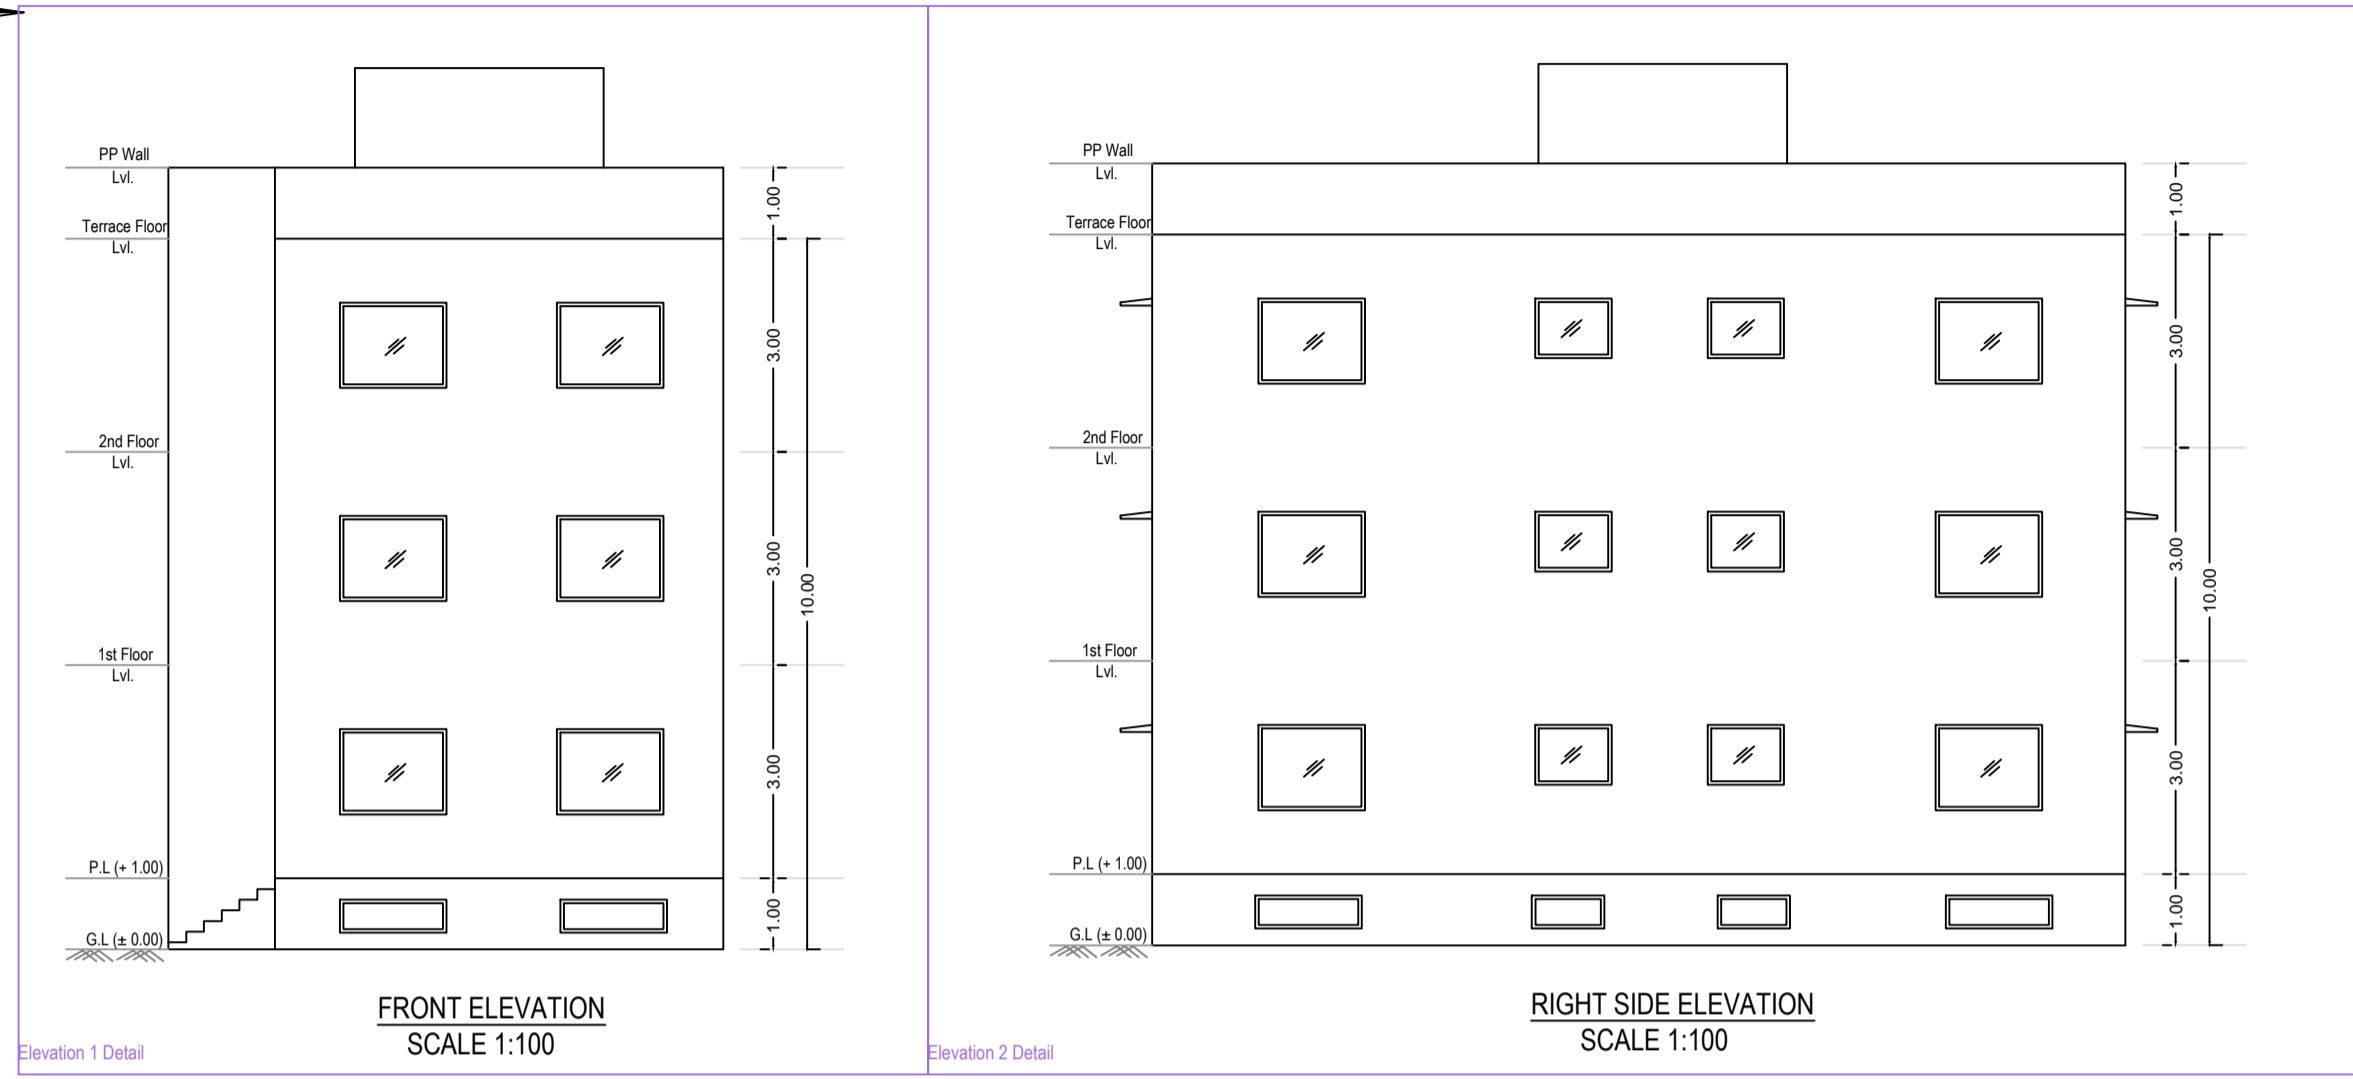 PP Wall
Lvl.
1.00
Terrace Floor
Lvl.
3.00
2nd Floor
Lvl.
3.00
10.00
1st Floor
Lvl.
3.00
P.L (+ 1.00)
1.00
G.L (± 0.00)
FRONT ELEVATION
SCALE 1:100
Elevation 1 Detail
PP Wall
Lvl.
1.00
Terrace Floor
Lvl.
3.00
2nd Floor
Lvl.
3.00
10.00
1st Floor
Lvl.
3.00
P.L (+ 1.00)
1.00
G.L (± 0.00)
RIGHT SIDE ELEVATION
SCALE 1:100
Elevation 2 Detail